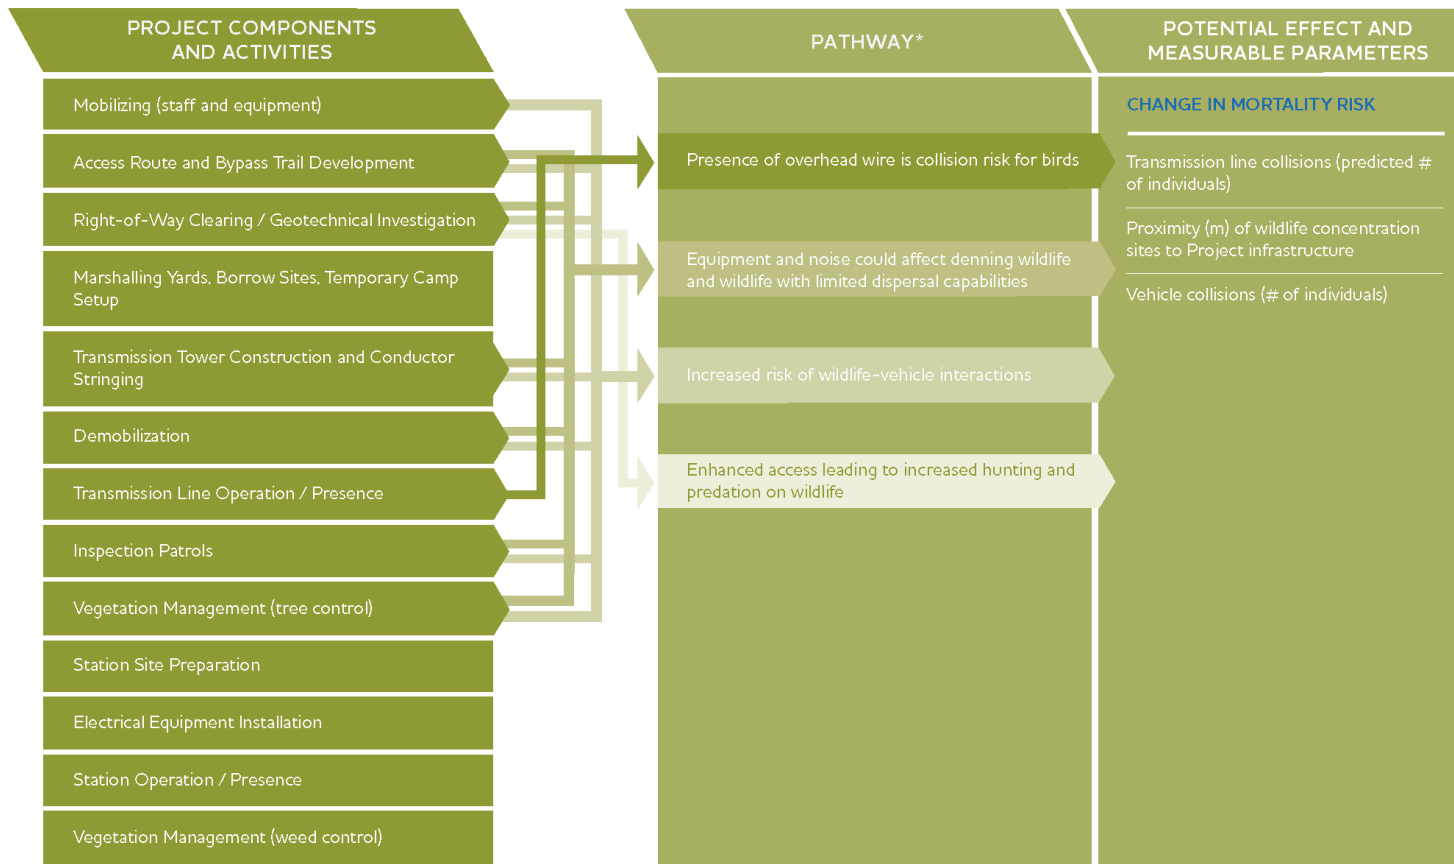 PROJECT COMPONENTS
AND ACTIVITIES
Mobilizing (staff and equipment)
Access Route and Bypass Trail Development
Right-of-Way Clearing / Geotechnical Investigation
Marshalling Yards, Borrow Sites, Temporary Camp
Setup
Transmission Tower Construction and Conductor
Stringing
Demobilization
Transmission Line Operation / Presence
Inspection Patrols
Vegetation Management (tree control)
Station Site Preparation
Electrical Equipment Installation
Station Operation / Presence
Vegetation Management (weed control)
PATHWAY*
Presence of overhead wire is collision risk for birds
Equipment and noise could affect denning wildlife
and wildlife with limited dispersal capabilities
Increased risk of wildlife-vehicle interactions
Enhanced access leading to increased hunting and
predation on wildlife
POTENTIAL EFFECT AND
MEASURABLE PARAMETERS
CHANGE IN MORTALITY RISK
Transmission line collisions (predicted #
of individuals)
Proximity (m) of wildlife concentration
sites to Project infrastructure
Vehicle collisions (# of individuals)